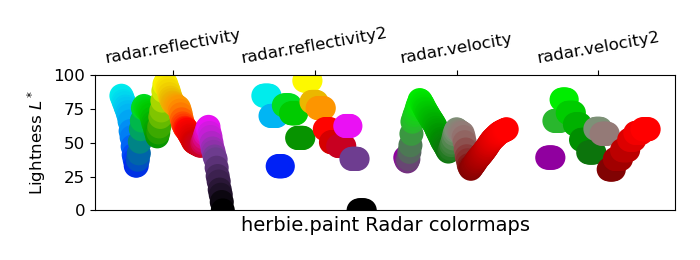 radar.reflectivity radar.reflectivity2 radar.velocity radar.velocity2
100
75
50
25
0
Lightness L*
herbie.paint Radar colormaps